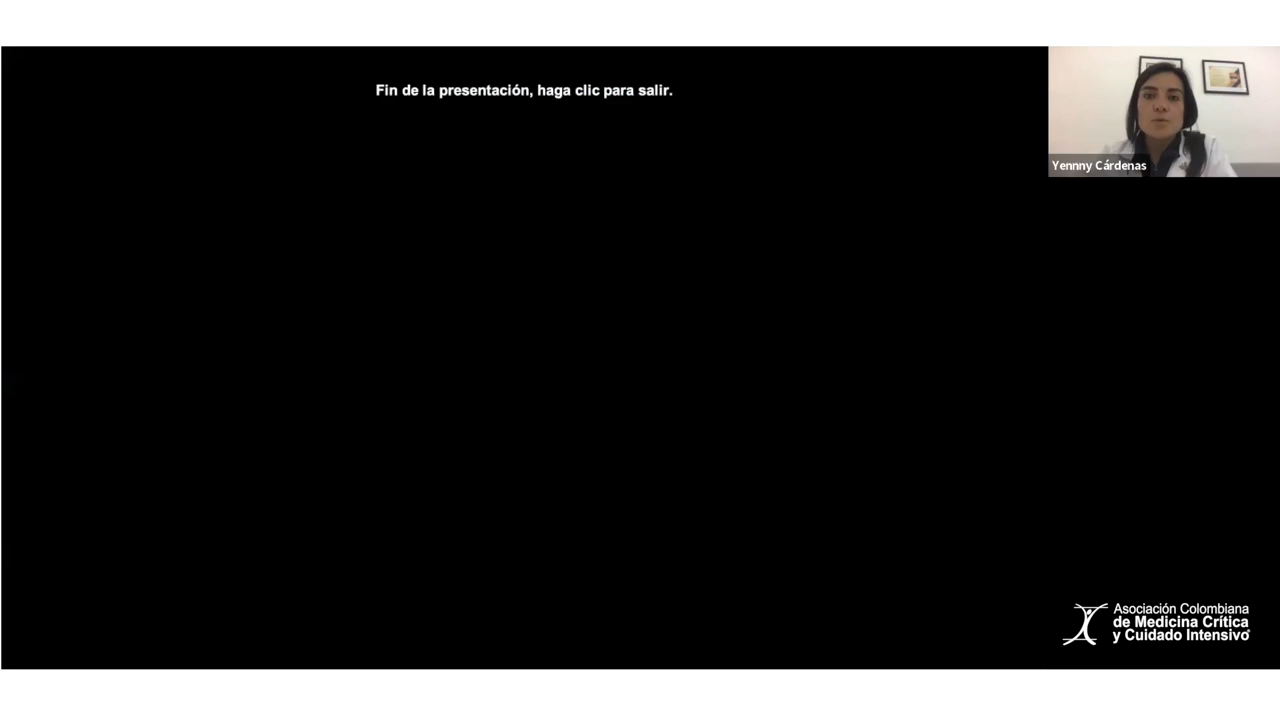 Fin de la presentación, haga clic para salir.
Yennny Cárdenas
Asociación Colombiana
de Medicina Crítica
y Cuidado Intensivo